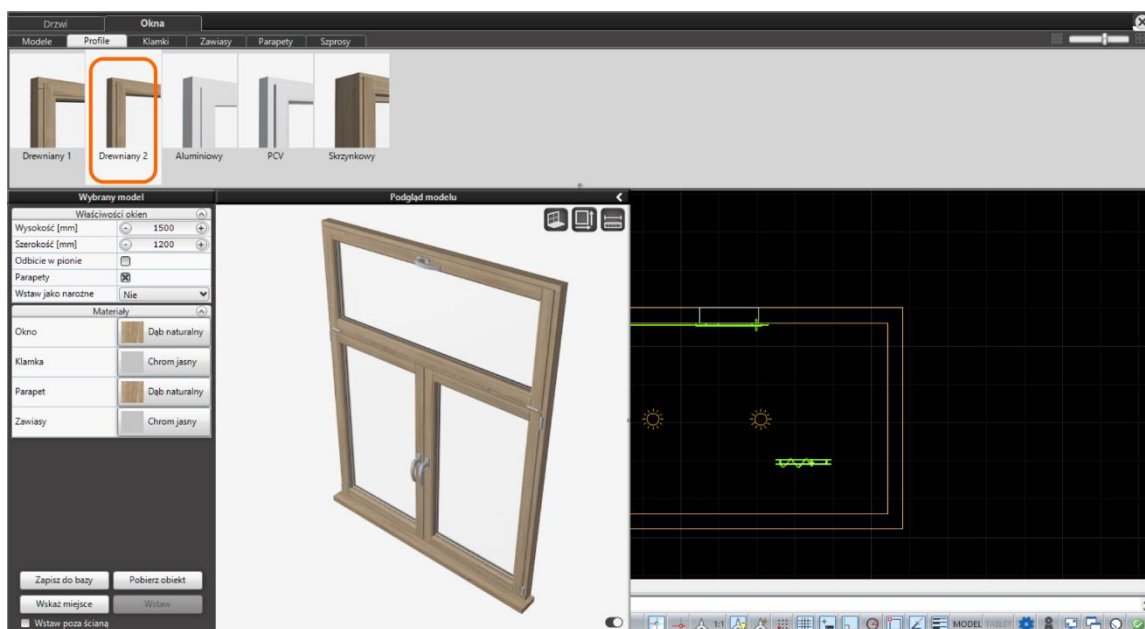 Drzwi Okna
Modele Profile Klamki Zawiasy Parapety Szprosy
Drewniany 1 Drewniany 2 Aluminiowy PCV Skrzynkowy
Wybrany model Podgląd modelu
Właściwości okien
Wysokość [mm] - 1500 +
Szerokość [mm] - 1200 +
Odbicie w pionie
Parapety
Wstaw jako narożne Nie
Materiały
Okno Dąb naturalny
Klamka Chrom jasny
Parapet Dąb naturalny
Zawiasy Chrom jasny
Zapisz do bazy Pobierz obiekt
Wskaż miejsce Wstaw
Wstaw poza ścianą
1:1 MODEL TABLET